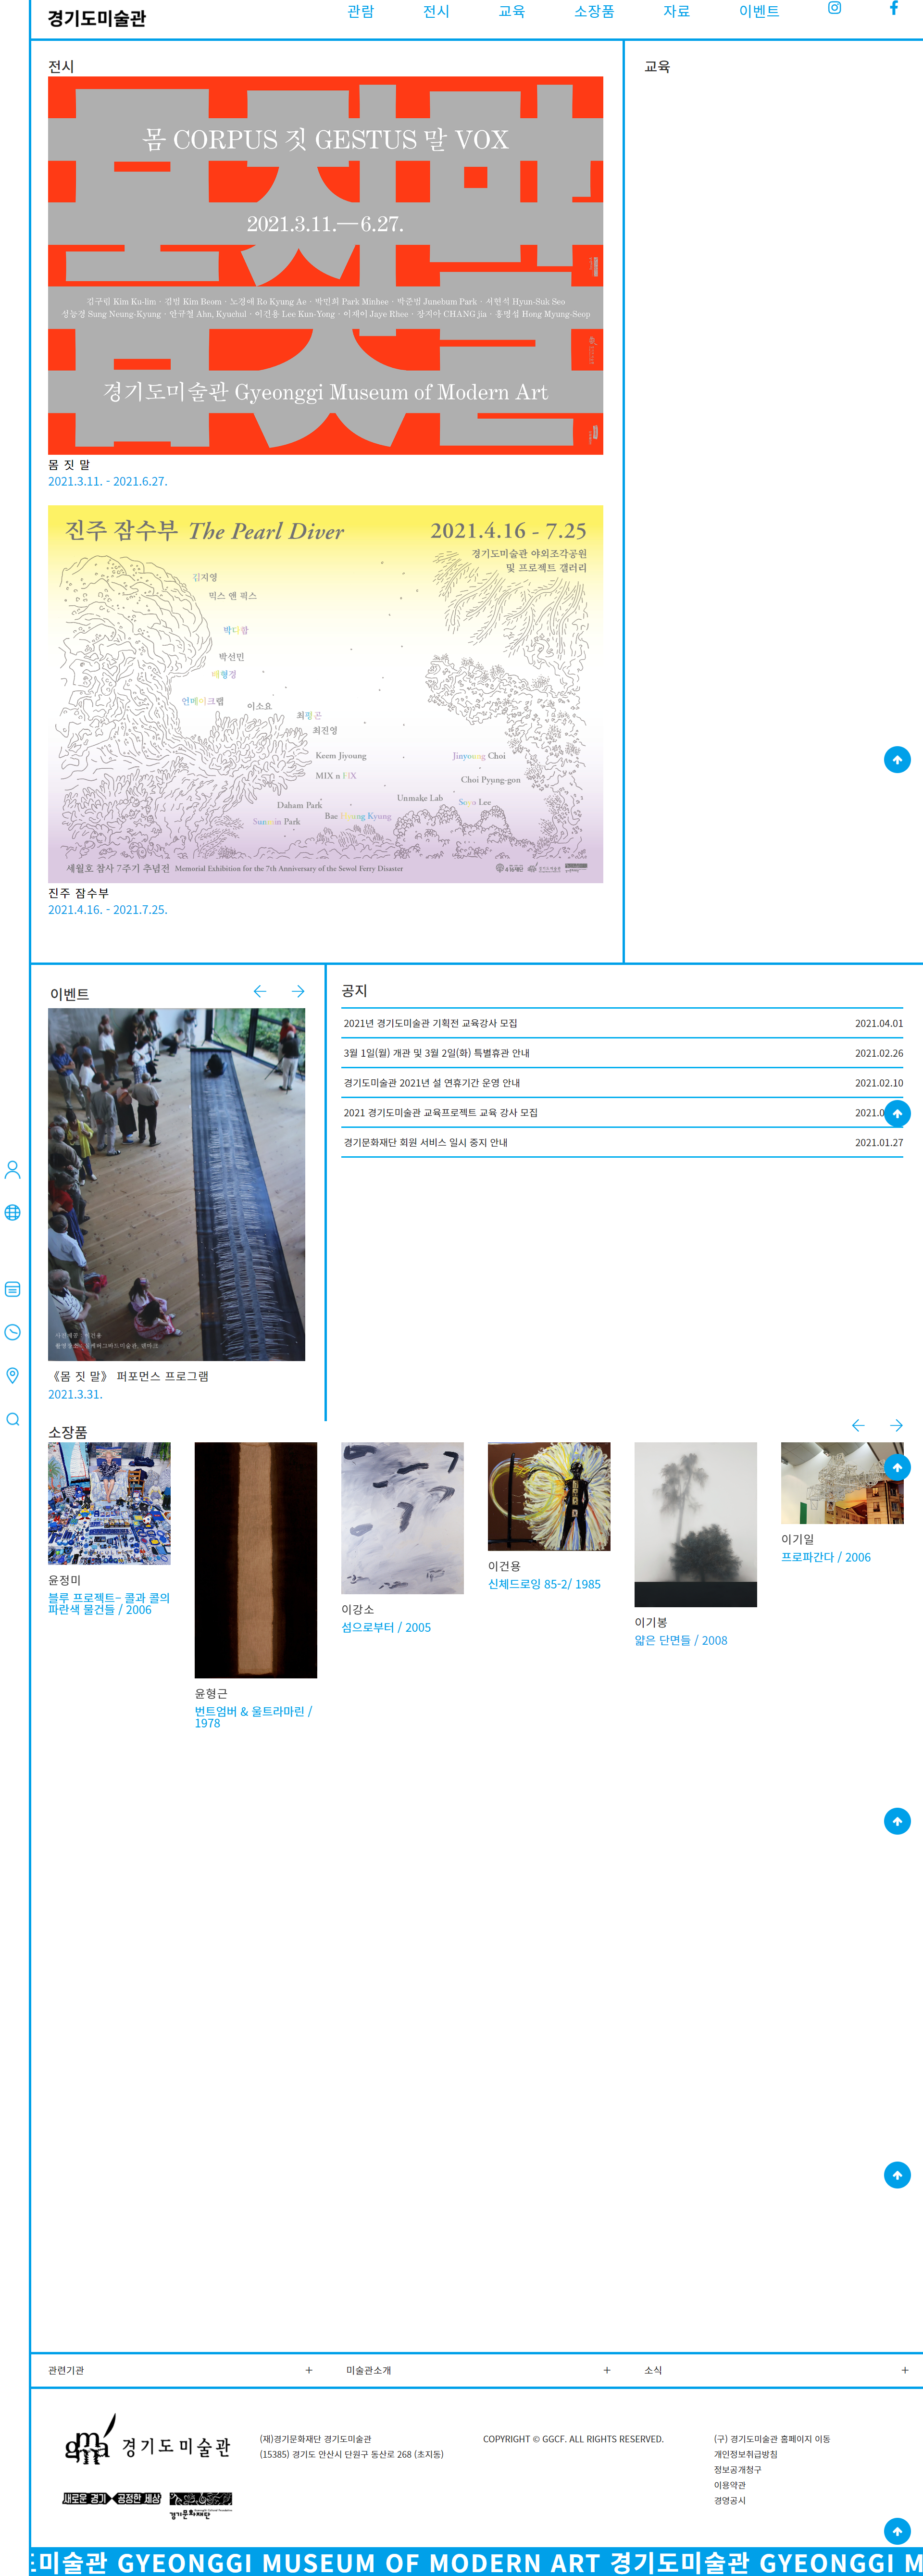 경기도미술관
관람 전시 교육 소장품 자료 이벤트
전시
몸 CORPUS 짓 GESTUS 말 VOX
2021.3.11.—6.27.
김구림 Kim Ku-lim · 김범 Kim Beom · 노경애 Ro Kyung Ae · 박민희 Park Minhee · 박준범 Junebum Park · 서현석 Hyun-Suk Seo
성능경 Sung Neung-Kyung · 안규철 Ahn, Kyuchul · 이건용 Lee Kun-Yong · 이재이 Jaye Rhee · 장지아 CHANG jia · 홍명섭 Hong Myung-Seop
경기도미술관 Gyeonggi Museum of Modern Art
몸 짓 말
2021.3.11. - 2021.6.27.
진주 잠수부 The Pearl Diver
2021.4.16 - 7.25
경기도미술관 야외조각공원
및 프로젝트 갤러리
김지영
믹스 앤 픽스
박다함
박선민
배형경
언메이크랩
이소요
최평곤
최진영
Keem Jiyoung
Jinyoung Choi
MIX n FIX
Choi Pyung-gon
Unmake Lab
Soyo Lee
Daham Park
Bae Hyung Kyung
Sunmin Park
세월호 참사 7주기 추념전 Memorial Exhibition for the 7th Anniversary of the Sewol Ferry Disaster
진주 잠수부
2021.4.16. - 2021.7.25.
교육
이벤트
사진제공 : 이건용
《몸 짓 말》 퍼포먼스 프로그램
2021.3.31.
공지
2021년 경기도미술관 기획전 교육강사 모집 2021.04.01
3월 1일(월) 개관 및 3월 2일(화) 특별휴관 안내 2021.02.26
경기도미술관 2021년 설 연휴기간 운영 안내 2021.02.10
2021 경기도미술관 교육프로젝트 교육 강사 모집 2021.0
경기문화재단 회원 서비스 일시 중지 안내 2021.01.27
소장품
윤정미
블루 프로젝트– 콜과 콜의
파란색 물건들 / 2006
윤형근
번트엄버 & 울트라마린 /
1978
이강소
섬으로부터 / 2005
이건용
신체드로잉 85-2/ 1985
이기봉
얇은 단면들 / 2008
이기일
프로파간다 / 2006
관련기관 +
미술관소개 +
소식 +
gmma 경기도미술관
새로운 경기 공정한 세상
경기문화재단
(재)경기문화재단 경기도미술관
(15385) 경기도 안산시 단원구 동산로 268 (초지동)
COPYRIGHT © GGCF. ALL RIGHTS RESERVED.
(구) 경기도미술관 홈페이지 이동
개인정보취급방침
정보공개청구
이용약관
경영공시
도미술관 GYEONGGI MUSEUM OF MODERN ART 경기도미술관 GYEONGGI M